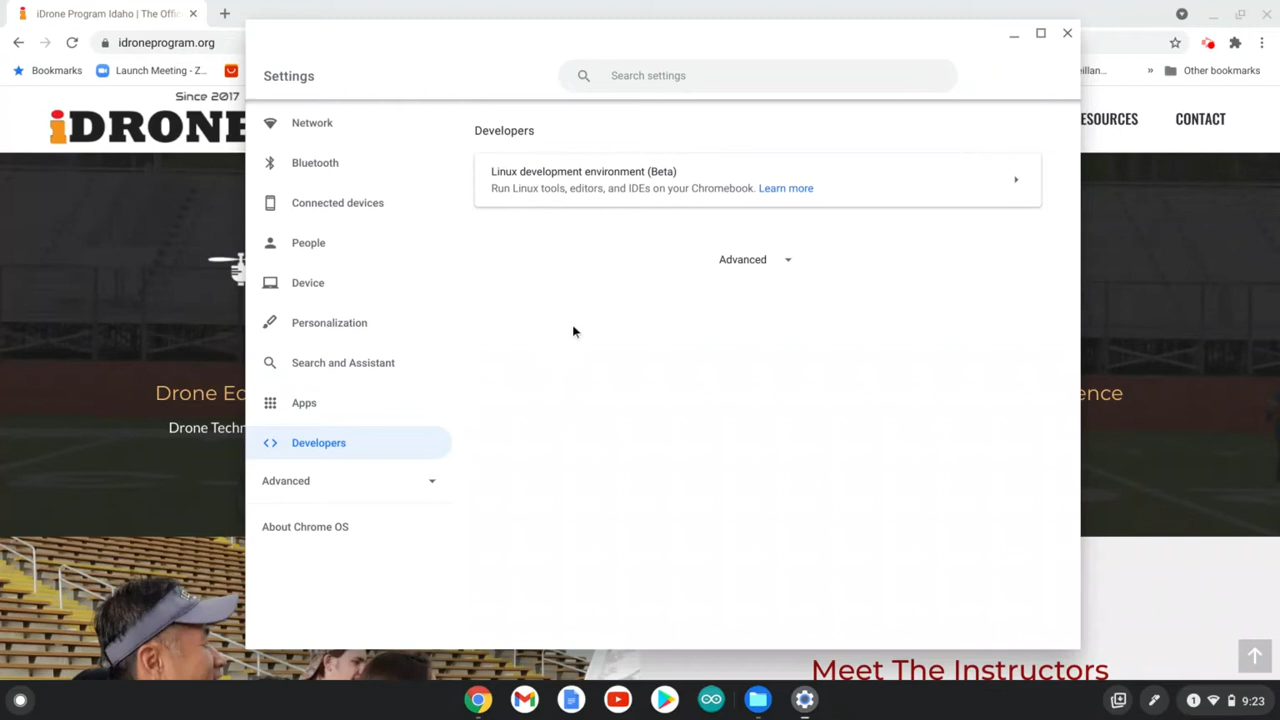 iDrone Program Idaho | The Offic
idroneprogram.org
Bookmarks
Launch Meeting - Z...
Other bookmarks
Since 2017
iDRONE
CONTACT
Settings
Search settings
Network
Bluetooth
Connected devices
People
Device
Personalization
Search and Assistant
Apps
Developers
Advanced
About Chrome OS
Developers
Linux development environment (Beta)
Run Linux tools, editors, and IDEs on your Chromebook. Learn more
Advanced
Drone Ed
Drone Techn
Meet The Instructors
1
9:23